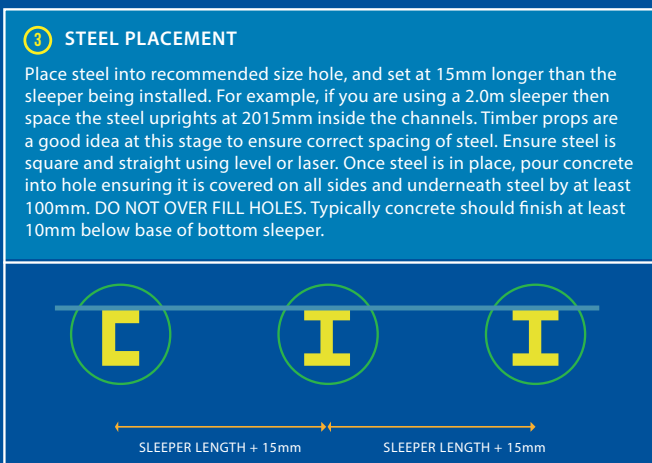 3 STEEL PLACEMENT
Place steel into recommended size hole, and set at 15mm longer than the
sleeper being installed. For example, if you are using a 2.0m sleeper then
space the steel uprights at 2015mm inside the channels. Timber props are
a good idea at this stage to ensure correct spacing of steel. Ensure steel is
square and straight using level or laser. Once steel is in place, pour concrete
into hole ensuring it is covered on all sides and underneath steel by at least
100mm. DO NOT OVER FILL HOLES. Typically concrete should finish at least
10mm below base of bottom sleeper.
SLEEPER LENGTH + 15mm
SLEEPER LENGTH + 15mm